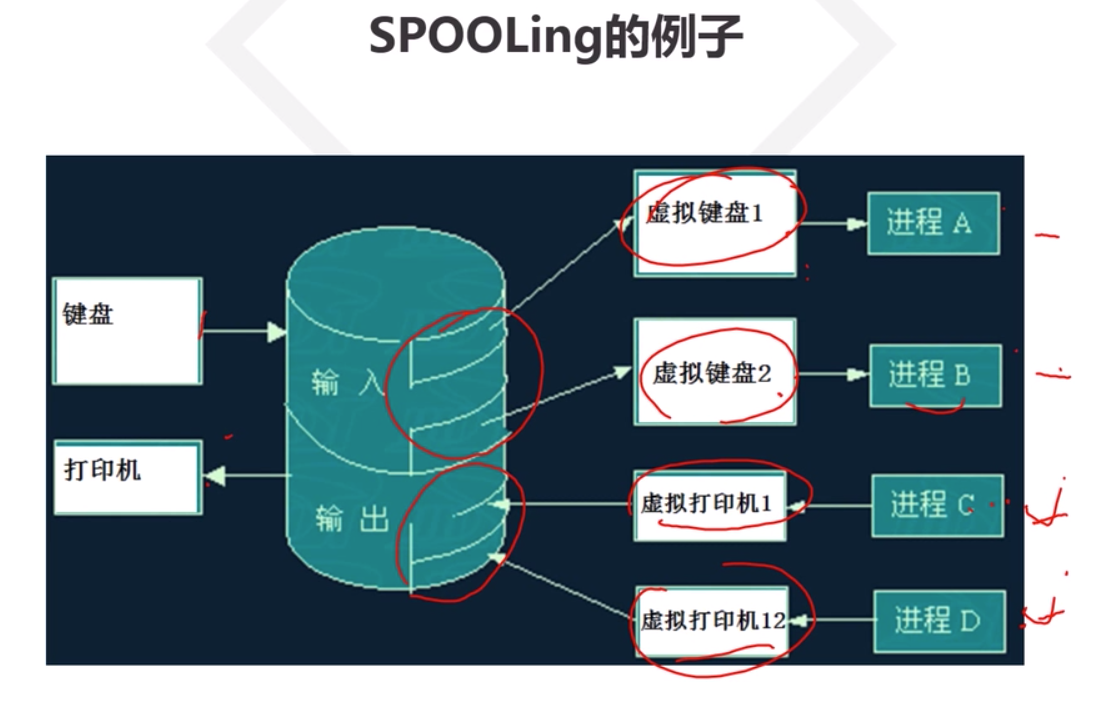 SPOOLing的例子
虚拟键盘1
进程 A
键盘
输 入
虚拟键盘2
进程 B
打印机
输 出
虚拟打印机1
进程 C
虚拟打印机12
进程 D